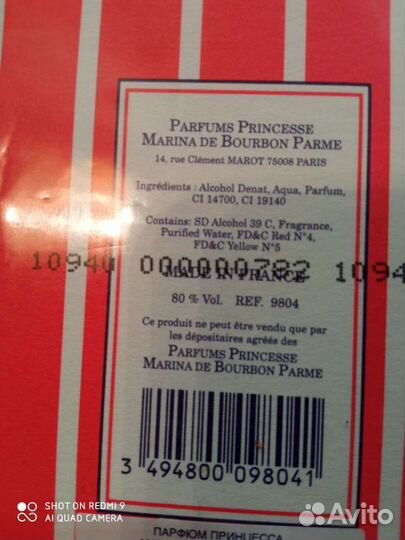 PARFUMS PRINCESSE
MARINA DE BOURBON PARME
14, rue Clément MAROT 75008 PARIS
Ingrédients : Alcohol Denat, Aqua, Parfum,
CI 14700, CI 19140
Contains: SD Alcohol 39 C, Fragrance,
Purified Water, FD&C Red N°4,
FD&C Yellow N°5
10940 000000782 1094
MADE IN FRANCE
80 % Vol. REF. 9804
Ce produit ne peut être vendu que par
les dépositaires agréés des
PARFUMS PRINCESSE
MARINA DE BOURBON PARME
3 494800 098041
SHOT ON REDMI 9
AI QUAD CAMERA
ПАРФЮМ ПРИНЦЕССА
Avito